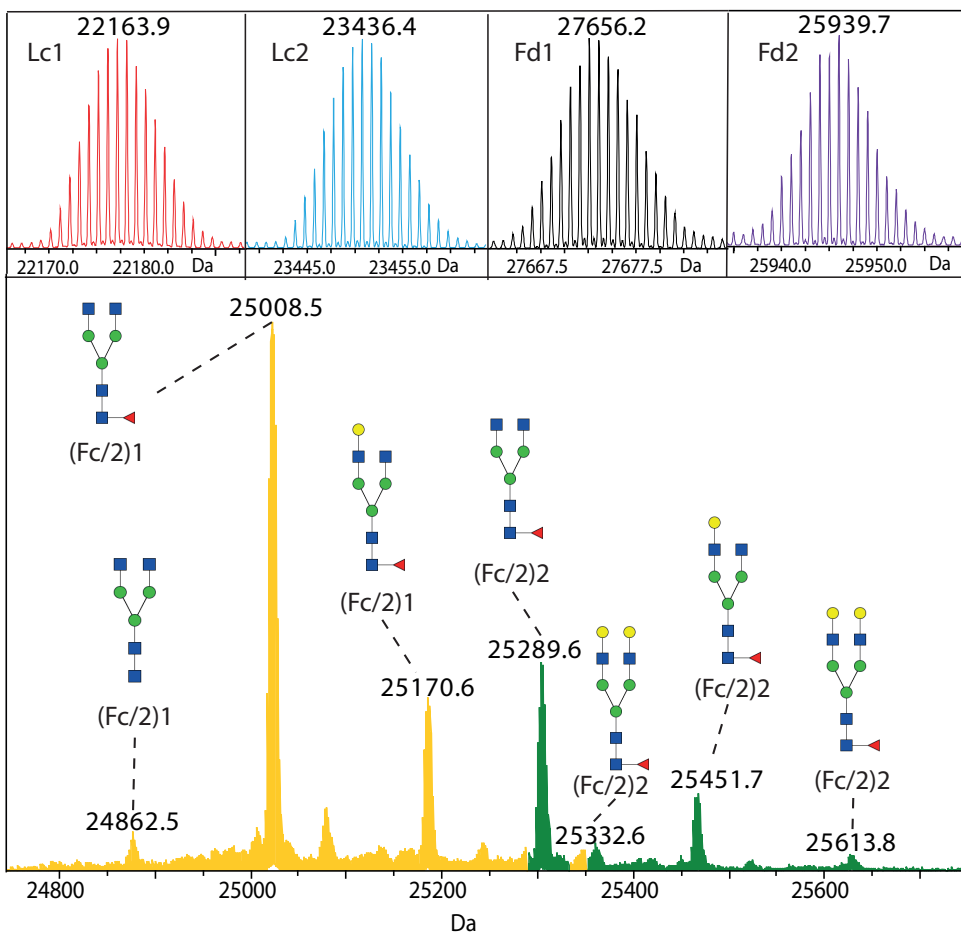 22163.9
Lc1
22170.0 22180.0 Da
23436.4
Lc2
23445.0 23455.0 Da
27656.2
Fd1
27667.5 27677.5 Da
25939.7
Fd2
25940.0 25950.0 Da
25008.5
(Fc/2)1
(Fc/2)1
24862.5
(Fc/2)1
25170.6
(Fc/2)2
25289.6
(Fc/2)2
25332.6
(Fc/2)2
25451.7
(Fc/2)2
25613.8
24800 25000 25200 25400 25600
Da